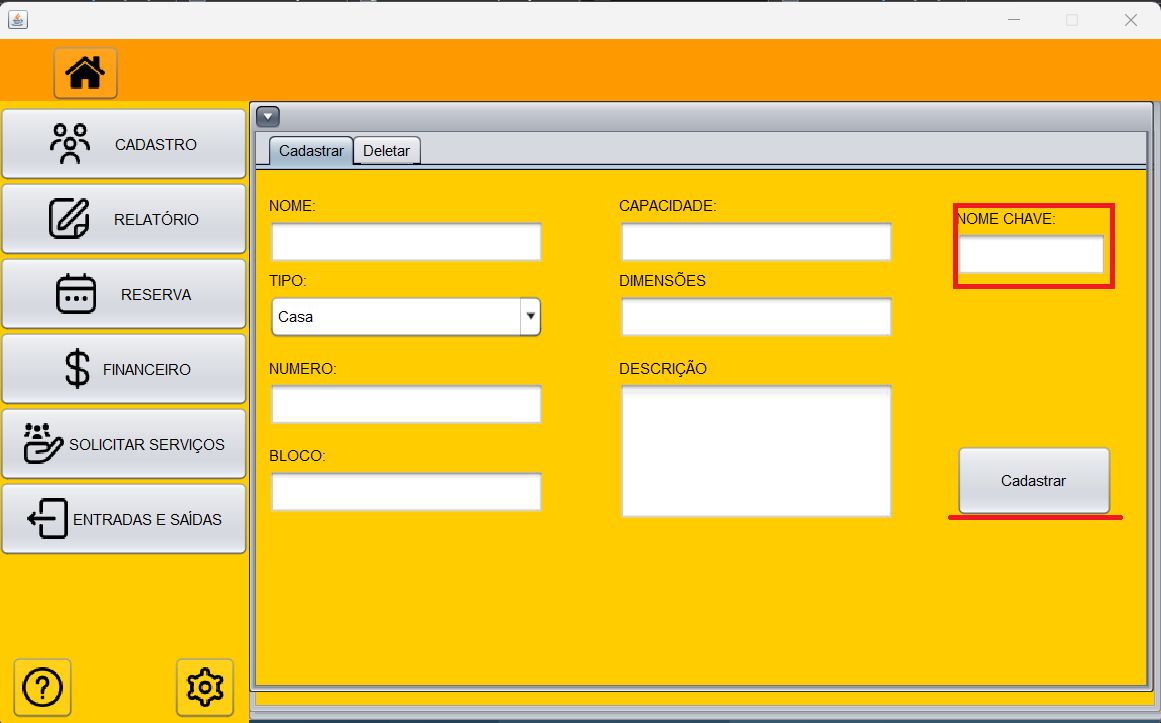 CADASTRO
RELATÓRIO
RESERVA
FINANCEIRO
SOLICITAR SERVIÇOS
ENTRADAS E SAÍDAS
Cadastrar
Deletar
NOME:
TIPO:
Casa
NUMERO:
BLOCO:
CAPACIDADE:
DIMENSÕES
DESCRIÇÃO
NOME CHAVE:
Cadastrar